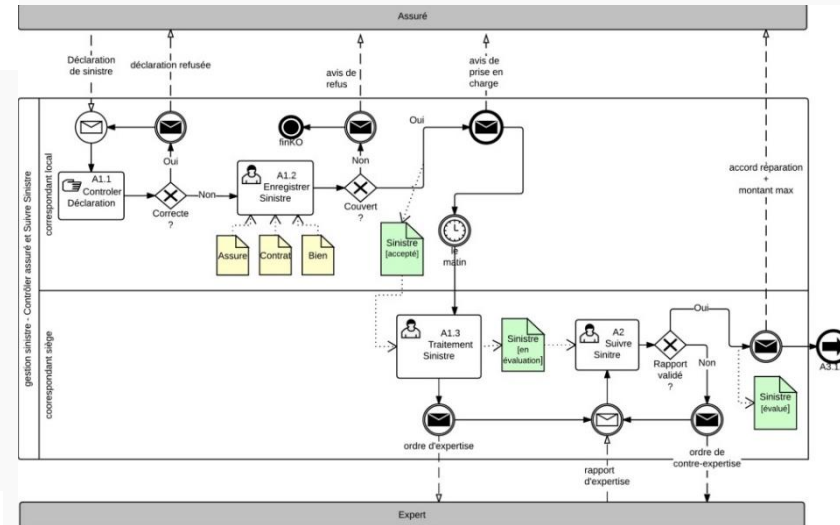 Assuré
Déclaration
de sinistre
déclaration refusée
avis de
refus
avis de
prise en
charge
accord réparation
+
montant max
gestion sinistre - Contrôler assuré et Suivre Sinistre
correspondant local
A1.1
Controler
Déclaration
Oui
Correcte
?
Non
A1.2
Enregistrer
Sinistre
finKO
Non
Couvert
?
Oui
Assure
Contrat
Bien
Sinistre
[accepté]
le
matin
coorespondant siège
A1.3
Traitement
Sinistre
Sinistre
[en
évaluation]
A2
Suivre
Sinitre
Oui
Rapport
validé
?
Non
A3.1
Sinistre
[évalué]
ordre d'expertise
rapport
d'expertise
ordre de
contre-expertise
Expert